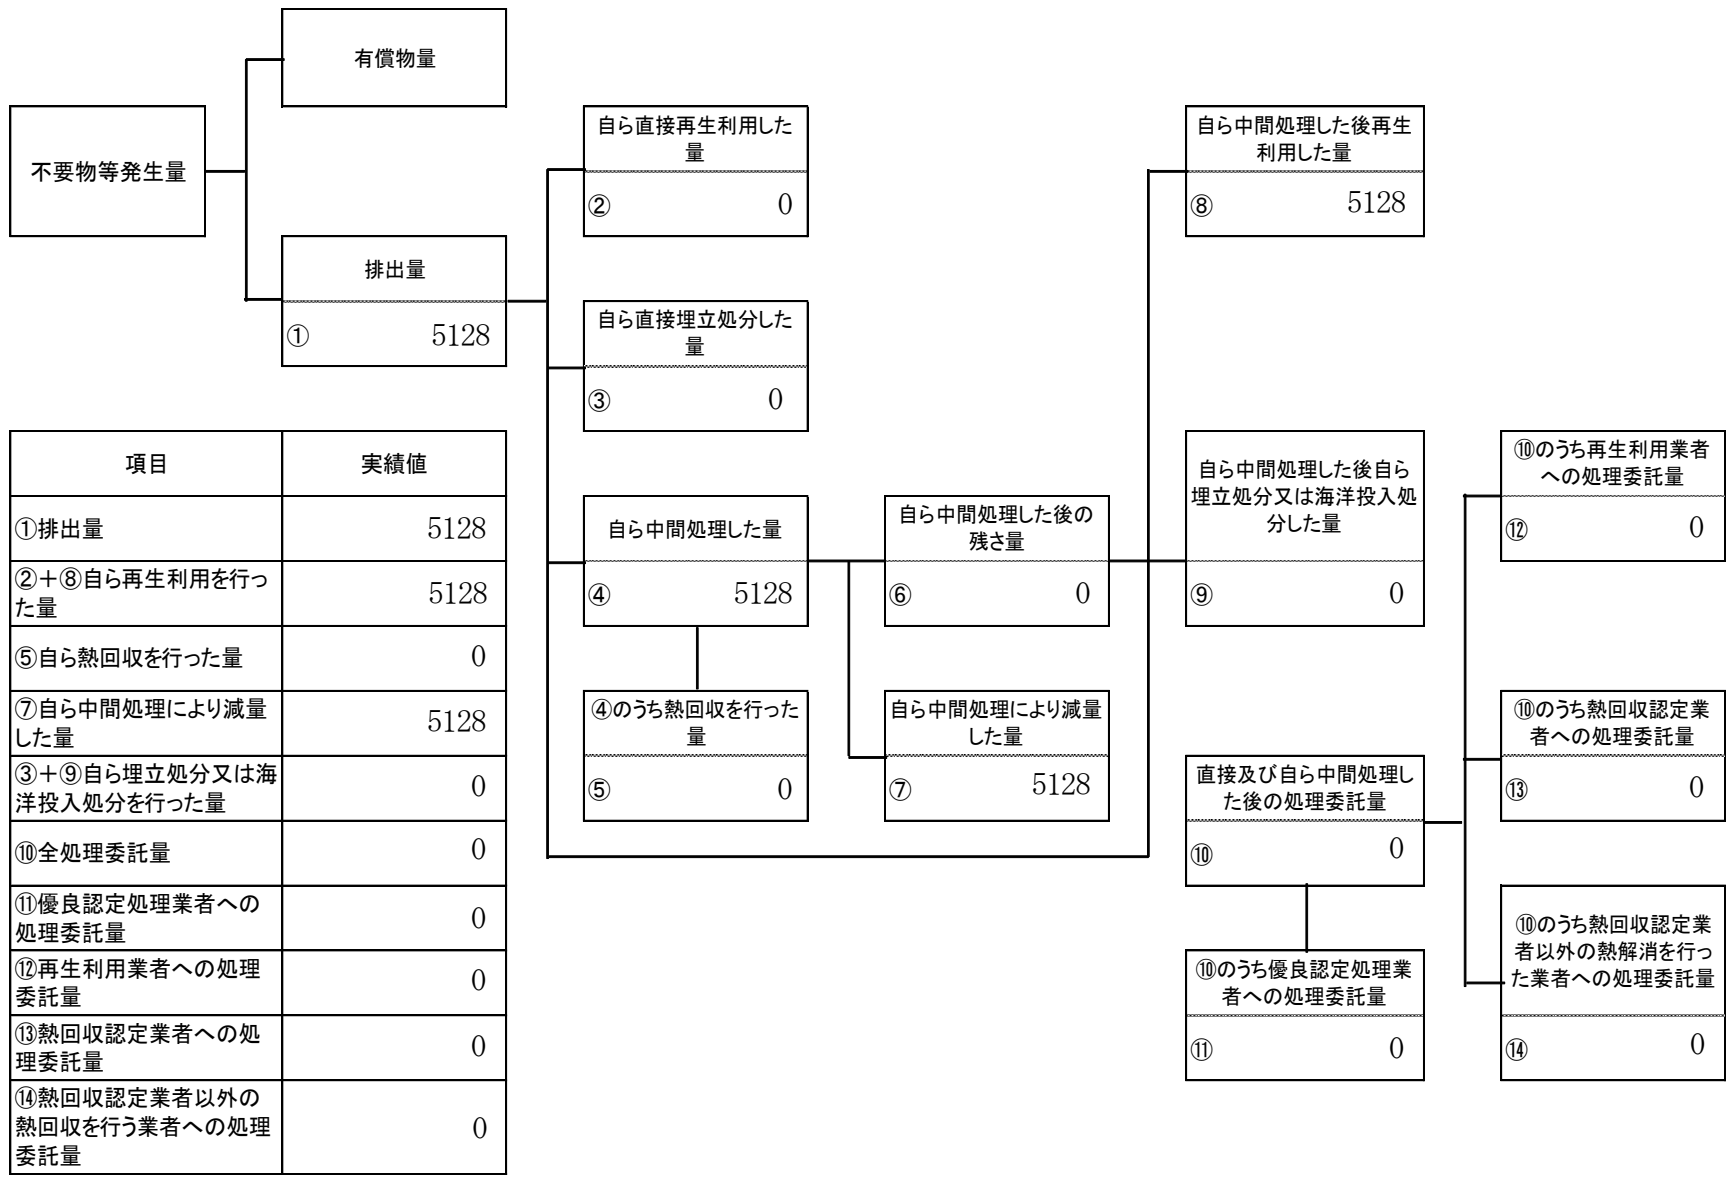 有償物量
不要物等発生量
排出量
① 5128
自ら直接再生利用した
量
② 0
自ら直接埋立処分した
量
③ 0
自ら中間処理した量
④ 5128
④のうち熱回収を行った
量
⑤ 0
自ら中間処理した後の
残さ量
⑥ 0
自ら中間処理により減量
した量
⑦ 5128
自ら中間処理した後再生
利用した量
⑧ 5128
自ら中間処理した後自ら
埋立処分又は海洋投入処
分した量
⑨ 0
直接及び自ら中間処理し
た後の処理委託量
⑩ 0
⑩のうち優良認定処理業
者への処理委託量
⑪ 0
⑩のうち再生利用業者
への処理委託量
⑫ 0
⑩のうち熱回収認定業
者への処理委託量
⑬ 0
⑩のうち熱回収認定業
者以外の熱解消を行っ
た業者への処理委託量
⑭ 0
項目 実績値
①排出量 5128
②＋⑧自ら再生利用を行っ
た量 5128
⑤自ら熱回収を行った量 0
⑦自ら中間処理により減量
した量 5128
③＋⑨自ら埋立処分又は海
洋投入処分を行った量 0
⑩全処理委託量 0
⑪優良認定処理業者への
処理委託量 0
⑫再生利用業者への処理
委託量 0
⑬熱回収認定業者への処
理委託量 0
⑭熱回収認定業者以外の
熱回収を行う業者への処理
委託量 0